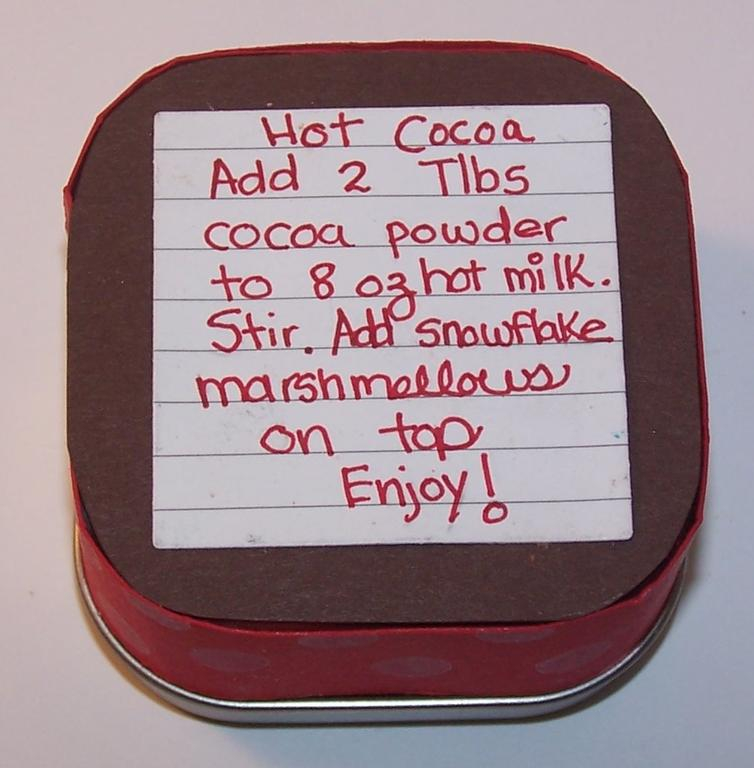 Hot Cocoa
Add 2 Tlbs
cocoa powder
to 8 oz hot milk.
Stir. Add snowflake
marshmellows
on top
Enjoy!